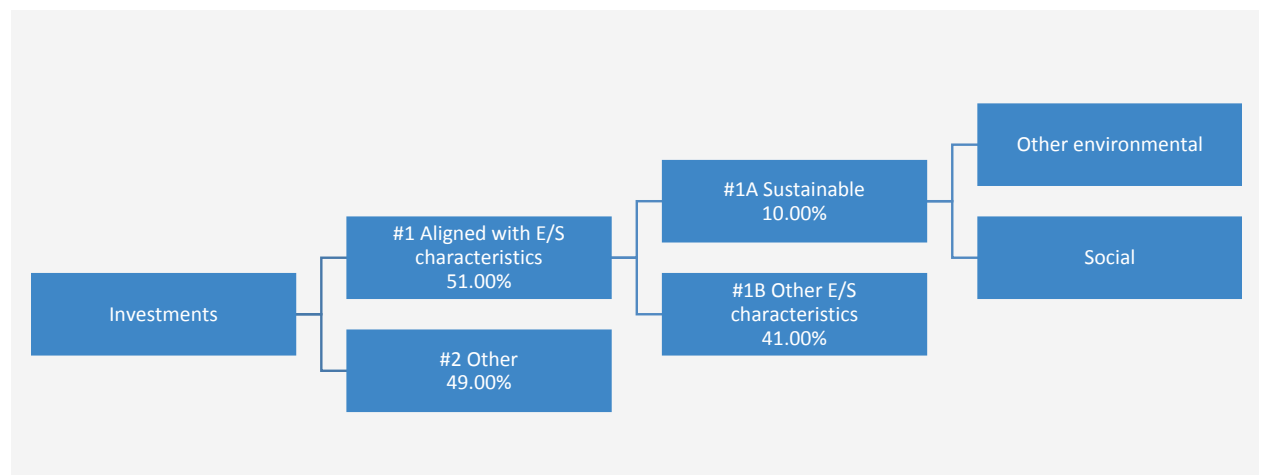 Investments
#1 Aligned with E/S
characteristics
51.00%
#2 Other
49.00%
#1A Sustainable
10.00%
#1B Other E/S
characteristics
41.00%
Other environmental
Social